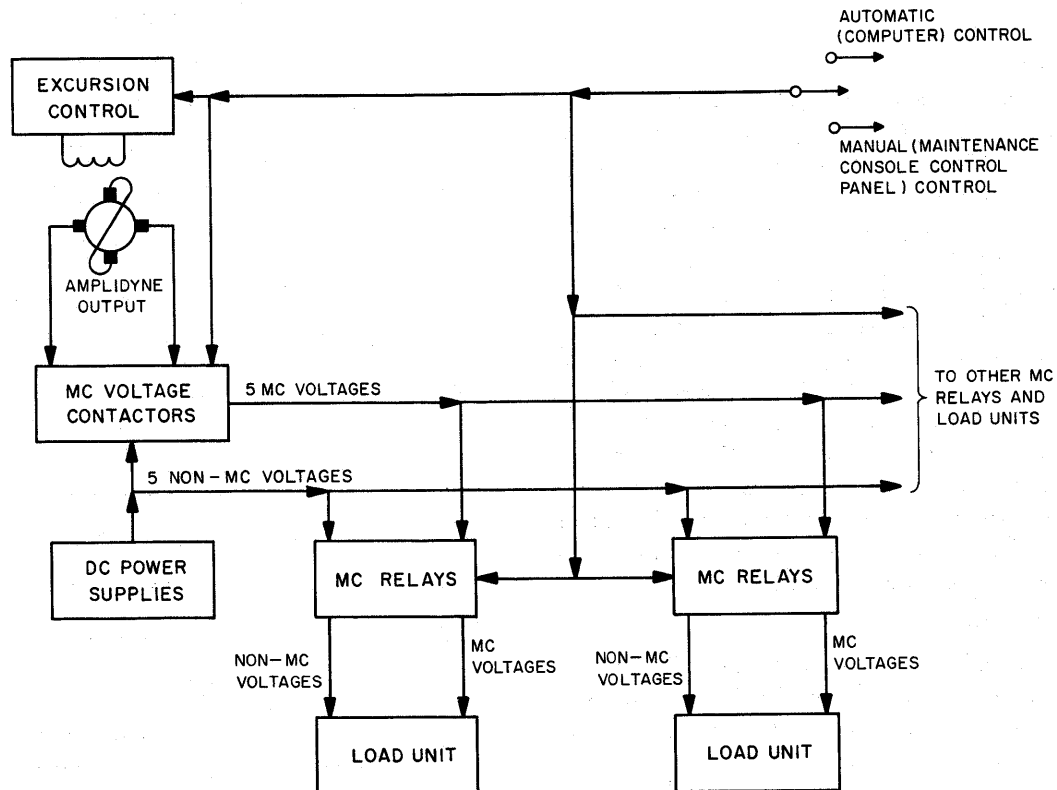 AUTOMATIC
(COMPUTER) CONTROL
EXCURSION
CONTROL
MANUAL (MAINTENANCE
CONSOLE CONTROL
PANEL) CONTROL
AMPLIDYNE
OUTPUT
MC VOLTAGE
CONTACTORS
5 MC VOLTAGES
TO OTHER MC
RELAYS AND
LOAD UNITS
5 NON-MC VOLTAGES
DC POWER
SUPPLIES
MC RELAYS
MC RELAYS
NON-MC
VOLTAGES
MC
VOLTAGES
NON-MC
VOLTAGES
MC
VOLTAGES
LOAD UNIT
LOAD UNIT